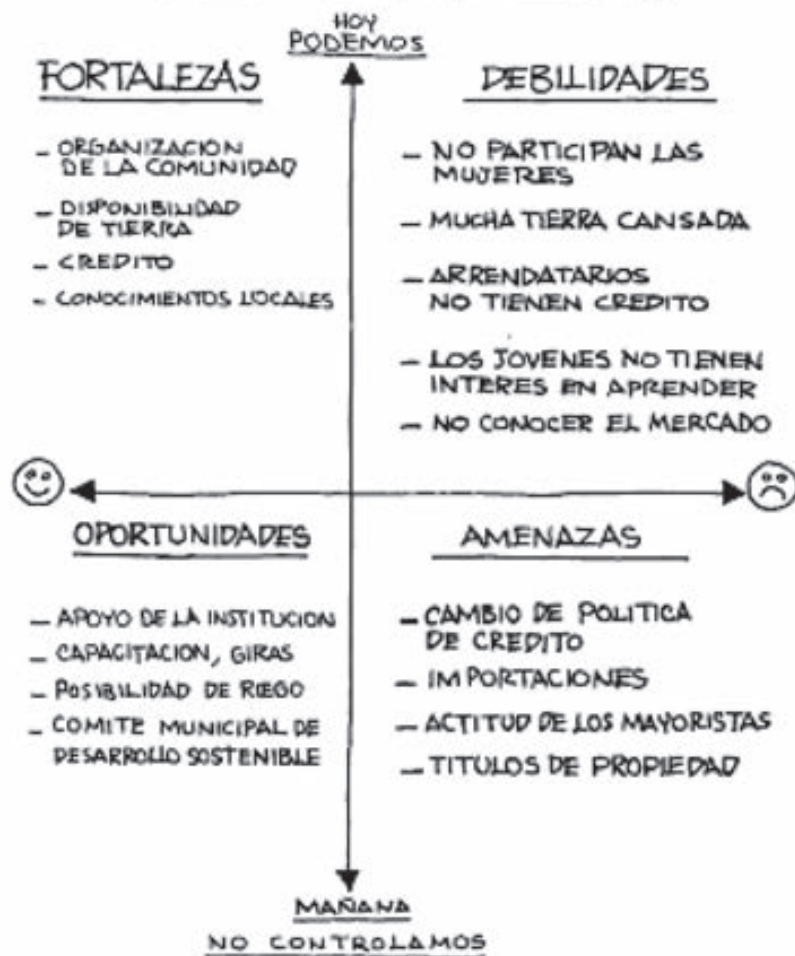 HOY
PODEMOS
FORTALEZAS
- ORGANIZACION
DE LA COMUNIDAD
- DISPONIBILIDAD
DE TIERRA
- CREDITO
- CONOCIMIENTOS LOCALES
DEBILIDADES
- NO PARTICIPAN LAS
MUJERES
- MUCHA TIERRA CANSADA
- ARRENDATARIOS
NO TIENEN CREDITO
- LOS JOVENES NO TIENEN
INTERES EN APRENDER
- NO CONOCER EL MERCADO
OPORTUNIDADES
- APOYO DE LA INSTITUCION
- CAPACITACION, GIRAS
- POSIBILIDAD DE RIEGO
- COMITE MUNICIPAL DE
DESARROLLO SOSTENIBLE
AMENAZAS
- CAMBIO DE POLITICA
DE CREDITO
- IMPORTACIONES
- ACTITUD DE LOS MAYORISTAS
- TITULOS DE PROPIEDAD
MAÑANA
NO CONTROLAMOS